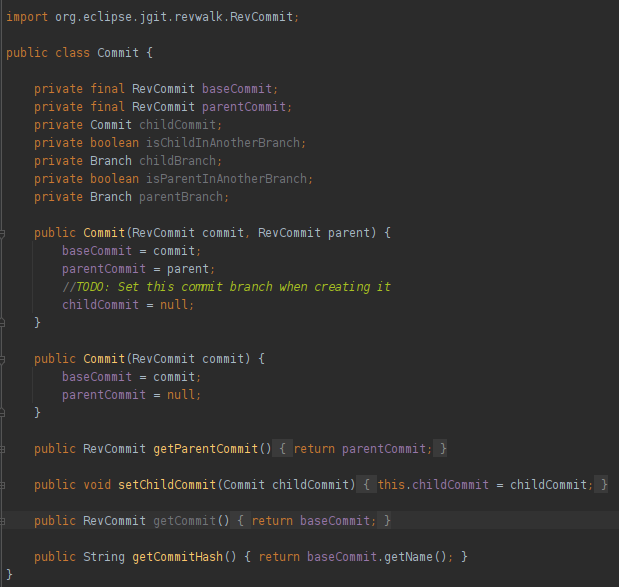 import org.eclipse.jgit.revwalk.RevCommit;
public class Commit {
private final RevCommit baseCommit;
private final RevCommit parentCommit;
private Commit childCommit;
private boolean isChildInAnotherBranch;
private Branch childBranch;
private boolean isParentInAnotherBranch;
private Branch parentBranch;
public Commit(RevCommit commit, RevCommit parent) {
baseCommit = commit;
parentCommit = parent;
//TODO: Set this commit branch when creating it
childCommit = null;
}
public Commit(RevCommit commit) {
baseCommit = commit;
parentCommit = null;
}
public RevCommit getParentCommit() { return parentCommit; }
public void setChildCommit(Commit childCommit) { this.childCommit = childCommit; }
public RevCommit getCommit() { return baseCommit; }
public String getCommitHash() { return baseCommit.getName(); }
}